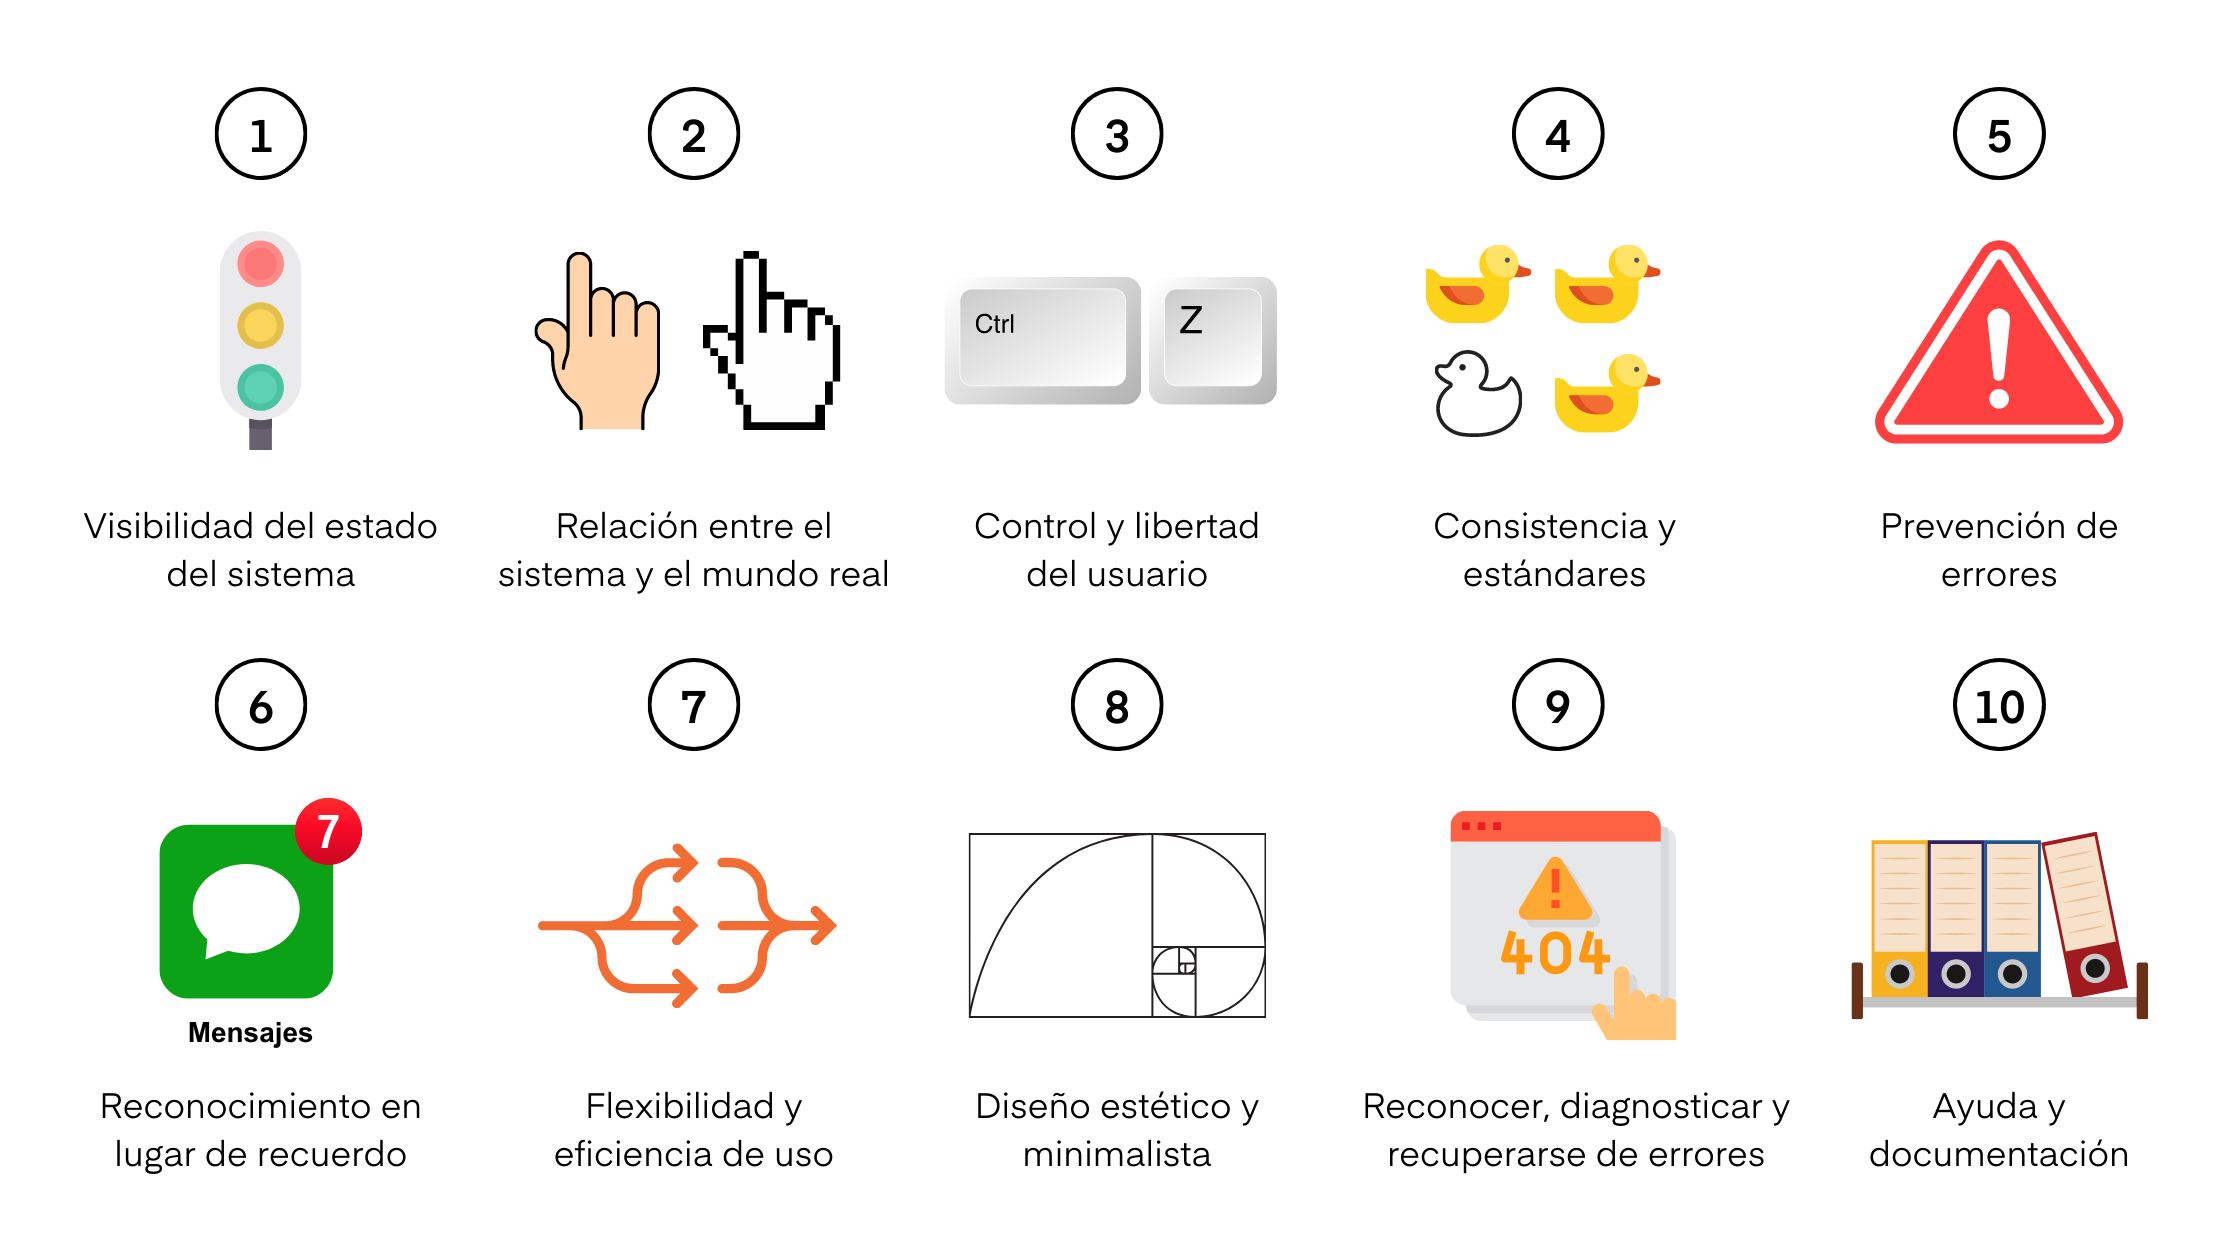 1
2
3
4
5
Ctrl
Z
Visibilidad del estado
del sistema
Relación entre el
sistema y el mundo real
Control y libertad
del usuario
Consistencia y
estándares
Prevención de
errores
6
7
8
9
10
7
Mensajes
404
Reconocimiento en
lugar de recuerdo
Flexibilidad y
eficiencia de uso
Diseño estético y
minimalista
Reconocer, diagnosticar y
recuperarse de errores
Ayuda y
documentación